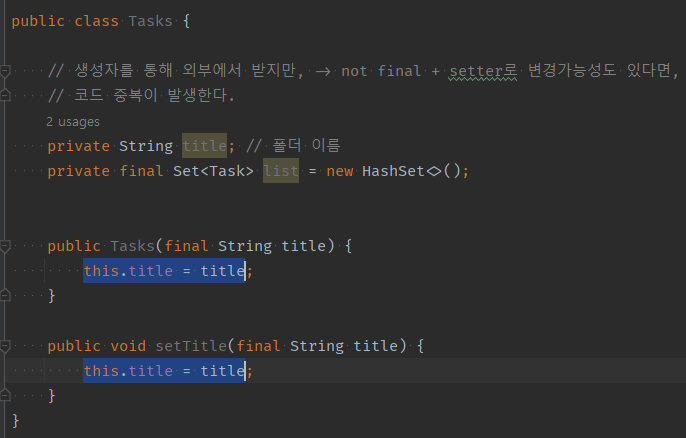 public class Tasks {
// 생성자를 통해 외부에서 받지만, -> not final + setter로 변경가능성도 있다면,
// 코드 중복이 발생한다.
2 usages
private String title; // 폴더 이름
private final Set<Task> list = new HashSet<>();
public Tasks(final String title) {
this.title = title;
}
public void setTitle(final String title) {
this.title = title;
}
}